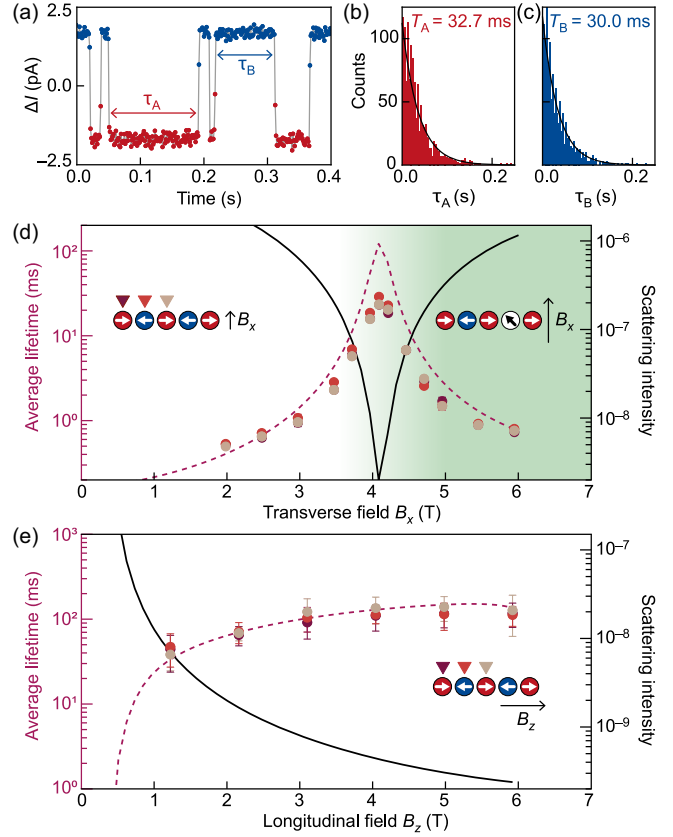 (a)
2.5
0.0
−2.5
ΔI (pA)
τA
τB
0.0 0.1 0.2 0.3 0.4
Time (s)
(b)
TA = 32.7 ms
100
50
0
Counts
0.0 0.2
τA (s)
(c)
TB = 30.0 ms
0.0 0.2
τB (s)
(d)
10²
10¹
10⁰
Average lifetime (ms)
Bx
Bx
10⁻⁶
10⁻⁷
10⁻⁸
Scattering intensity
0 1 2 3 4 5 6 7
Transverse field Bx (T)
(e)
10³
10²
10¹
10⁰
Average lifetime (ms)
Bz
10⁻⁷
10⁻⁸
10⁻⁹
Scattering intensity
0 1 2 3 4 5 6 7
Longitudinal field Bz (T)